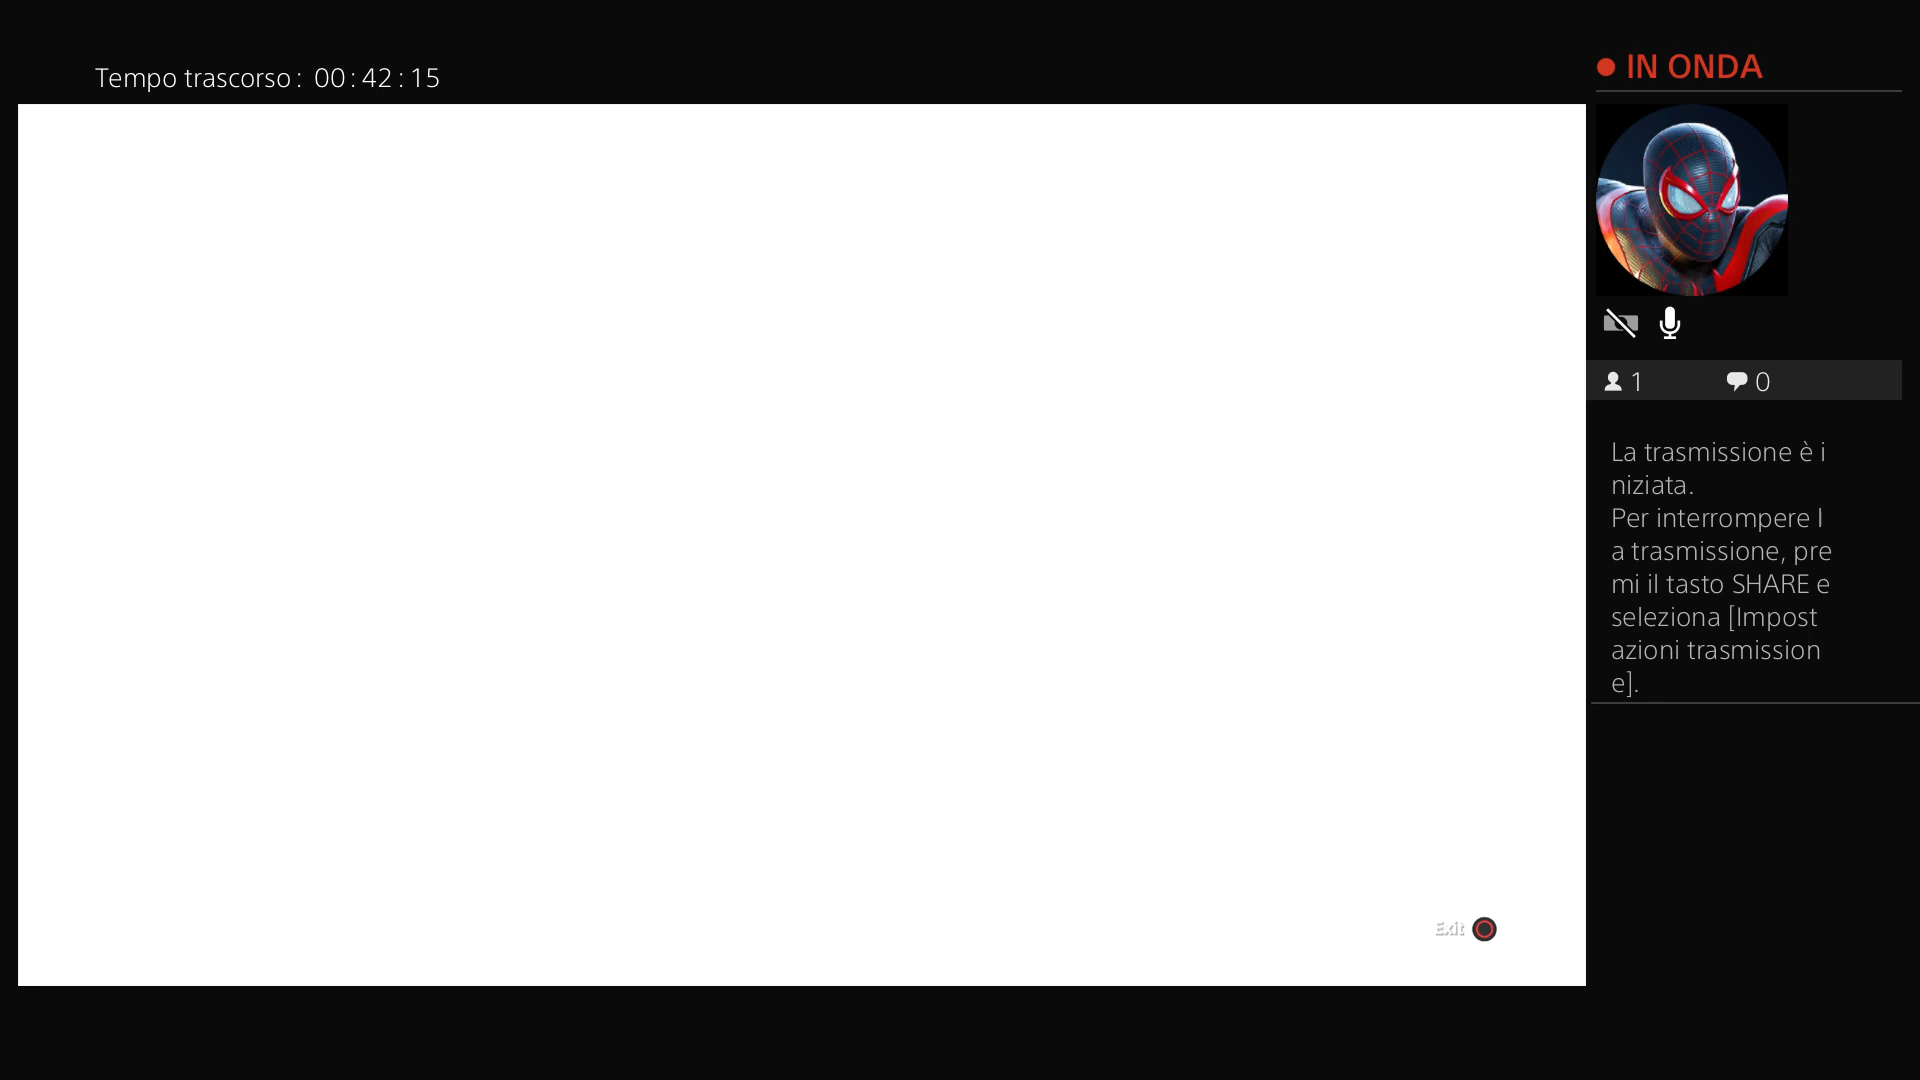 Tempo trascorso: 00:42:15
IN ONDA
1
0
La trasmissione è i
niziata.
Per interrompere l
a trasmissione, pre
mi il tasto SHARE e
seleziona [Impost
azioni trasmission
e].
Exit